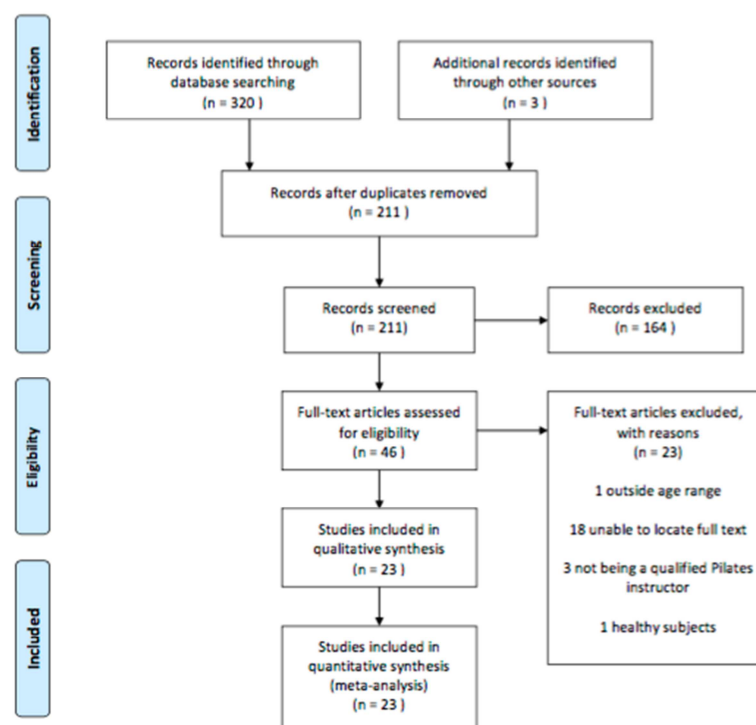 Identification
Records identified through
database searching
(n = 320 )
Additional records identified
through other sources
(n = 3 )
Records after duplicates removed
(n = 211 )
Screening
Records screened
(n = 211)
Records excluded
(n = 164 )
Eligibility
Full-text articles assessed
for eligibility
(n = 46 )
Full-text articles excluded,
with reasons
(n = 23)
1 outside age range
18 unable to locate full text
3 not being a qualified Pilates
instructor
1 healthy subjects
Studies included in
qualitative synthesis
(n = 23 )
Included
Studies included in
quantitative synthesis
(meta-analysis)
(n = 23 )